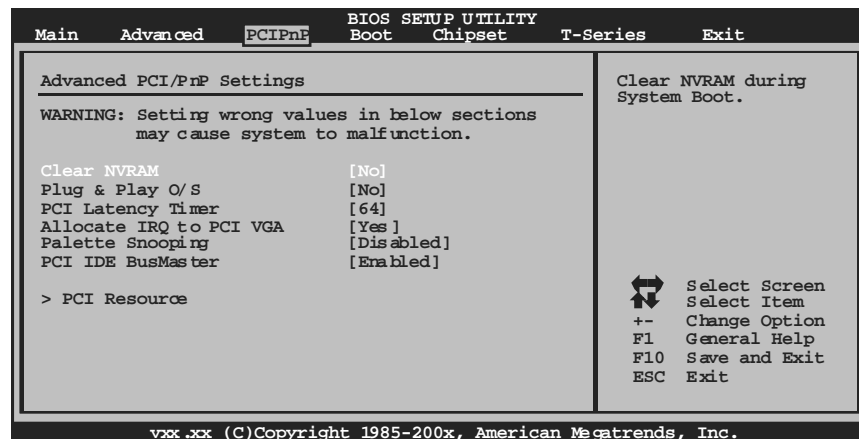 BIOS SETUP UTILITY
Main Advanced PCIPnP Boot Chipset T-Series Exit
Advanced PCI/PnP Settings
WARNING: Setting wrong values in below sections
may cause system to malfunction.
Clear NVRAM [No]
Plug & Play O/S [No]
PCI Latency Timer [64]
Allocate IRQ to PCI VGA [Yes]
Palette Snooping [Disabled]
PCI IDE BusMaster [Enabled]
> PCI Resource
Clear NVRAM during
System Boot.
Select Screen
Select Item
+- Change Option
F1 General Help
F10 Save and Exit
ESC Exit
vxx.xx (C)Copyright 1985-200x, American Megatrends, Inc.